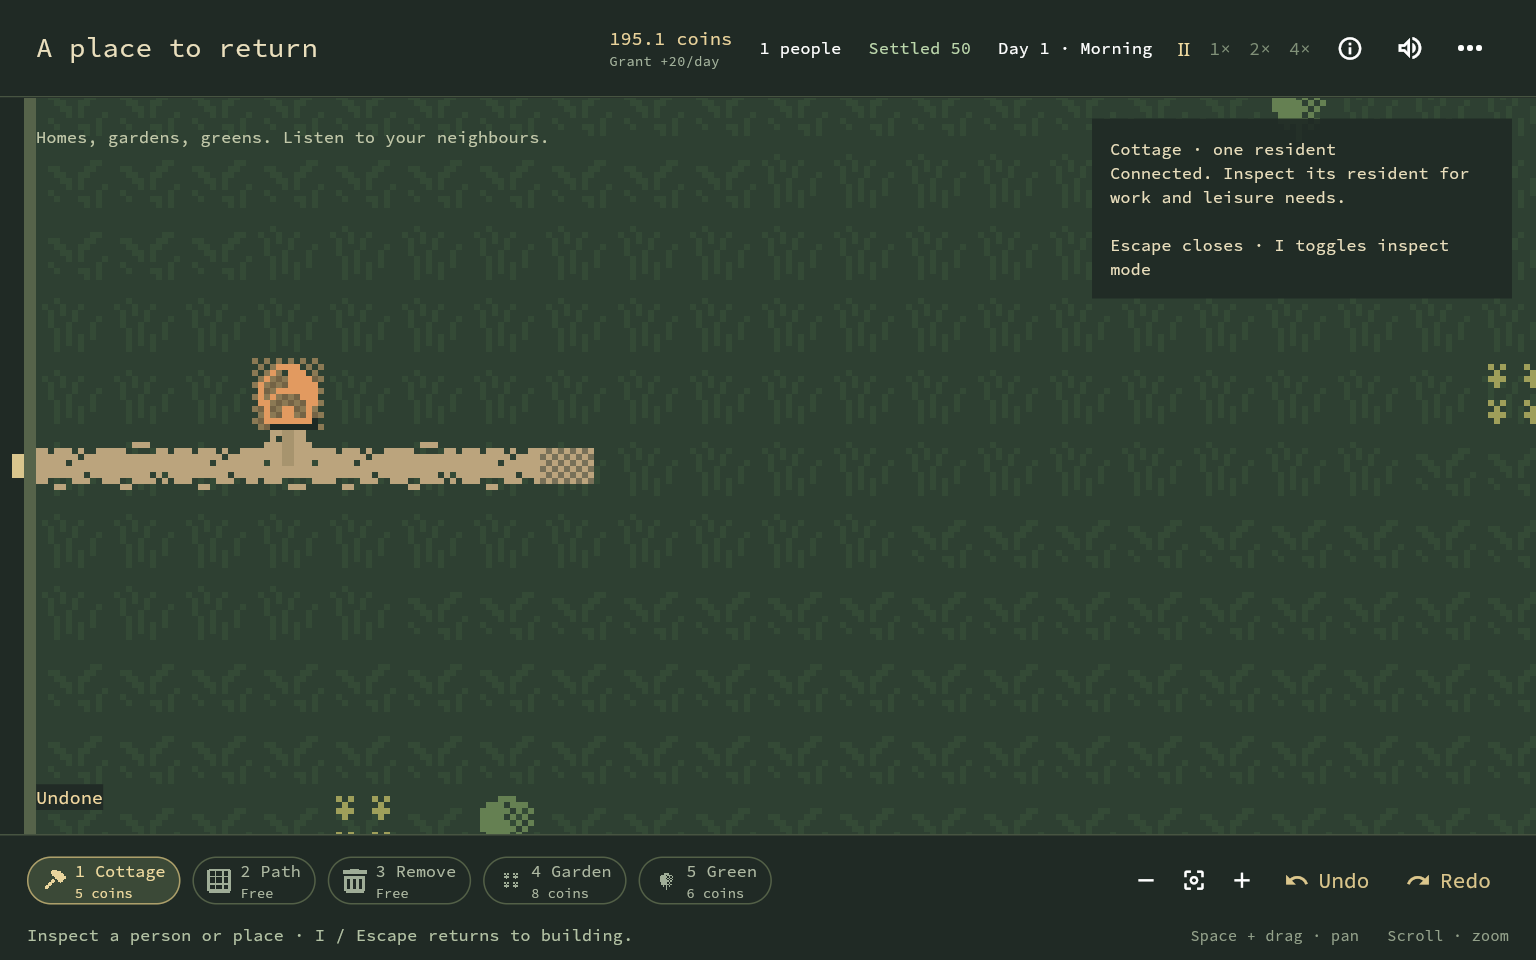 A place to return
195.1 coins
Grant +20/day
1 people
Settled 50
Day 1 · Morning
II
1×
2×
4×
Homes, gardens, greens. Listen to your neighbours.
Cottage · one resident
Connected. Inspect its resident for
work and leisure needs.
Escape closes · I toggles inspect
mode
Undone
1 Cottage
5 coins
2 Path
Free
3 Remove
Free
4 Garden
8 coins
5 Green
6 coins
Undo
Redo
Inspect a person or place · I / Escape returns to building.
Space + drag · pan
Scroll · zoom